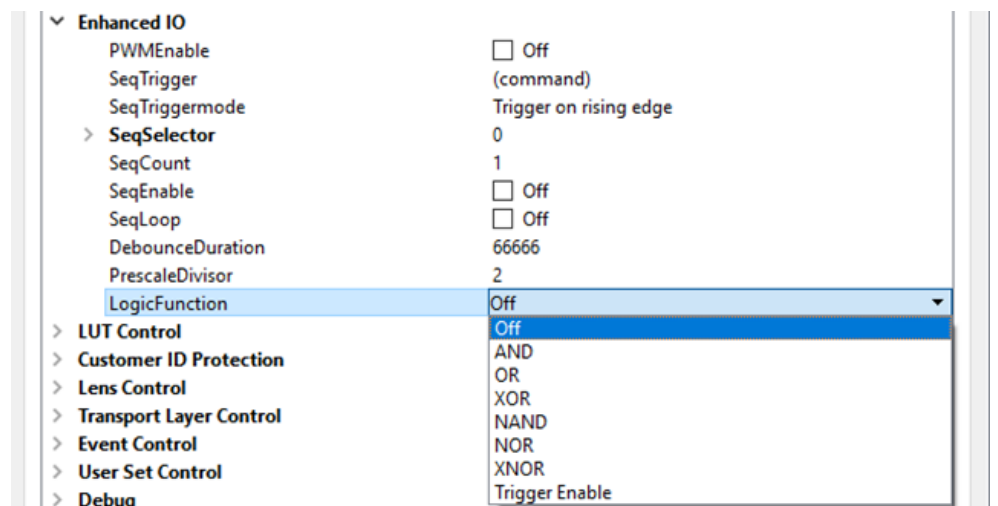 Enhanced IO
PWMEnable Off
SeqTrigger (command)
SeqTriggermode Trigger on rising edge
SeqSelector 0
SeqCount 1
SeqEnable Off
SeqLoop Off
DebounceDuration 66666
PrescaleDivisor 2
LogicFunction Off
LUT Control Off
Customer ID Protection AND
Lens Control OR
XOR
Transport Layer Control NAND
Event Control NOR
User Set Control XNOR
Debug Trigger Enable